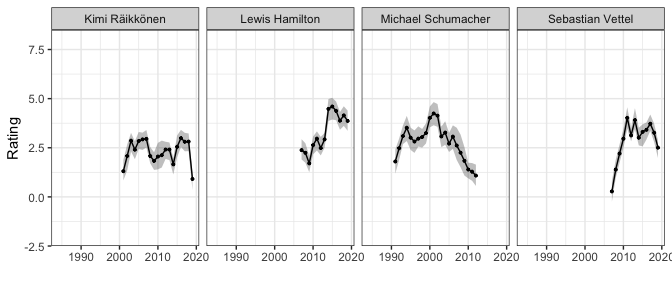 Kimi Räikkönen Lewis Hamilton Michael Schumacher Sebastian Vettel
Rating
7.5
5.0
2.5
0.0
-2.5
1990 2000 2010 2020 1990 2000 2010 2020 1990 2000 2010 2020 1990 2000 2010 2020